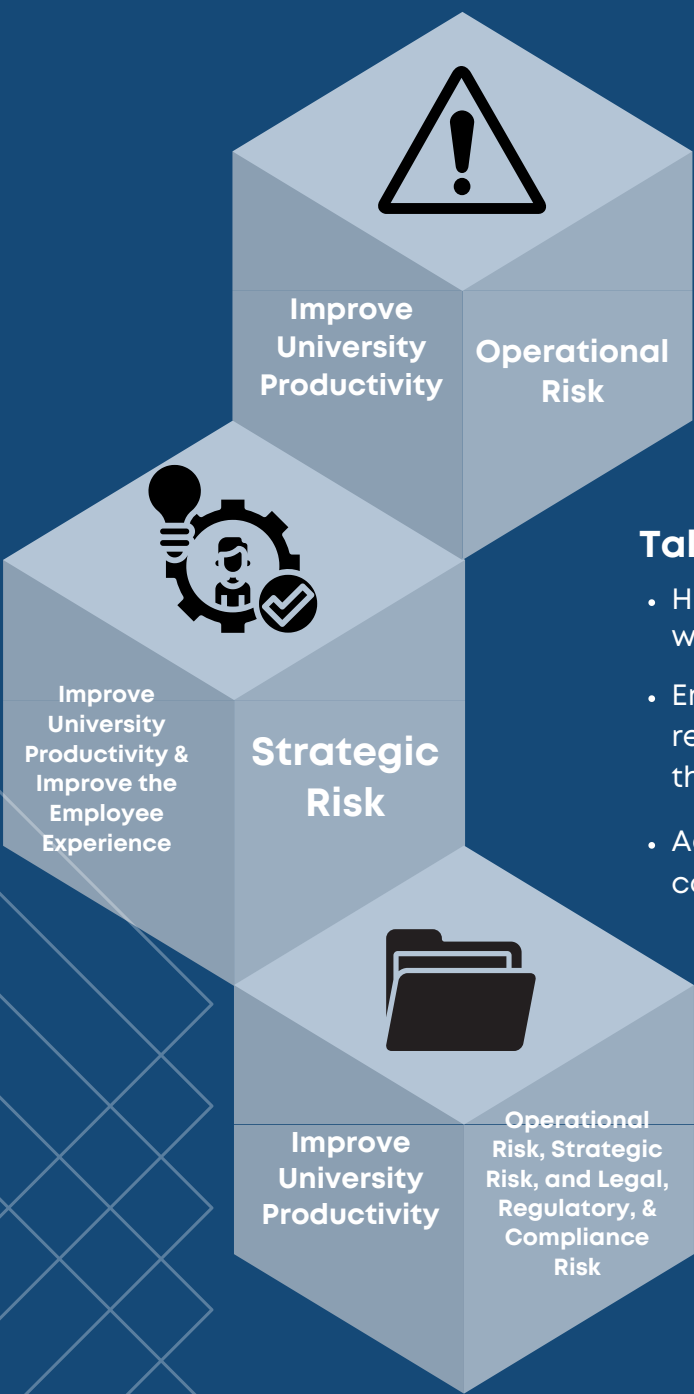 Improve
University
Productivity
Operational
Risk
Improve
University
Productivity &
Improve the
Employee
Experience
Strategic
Risk
Improve
University
Productivity
Operational
Risk, Strategic
Risk, and Legal,
Regulatory, &
Compliance
Risk